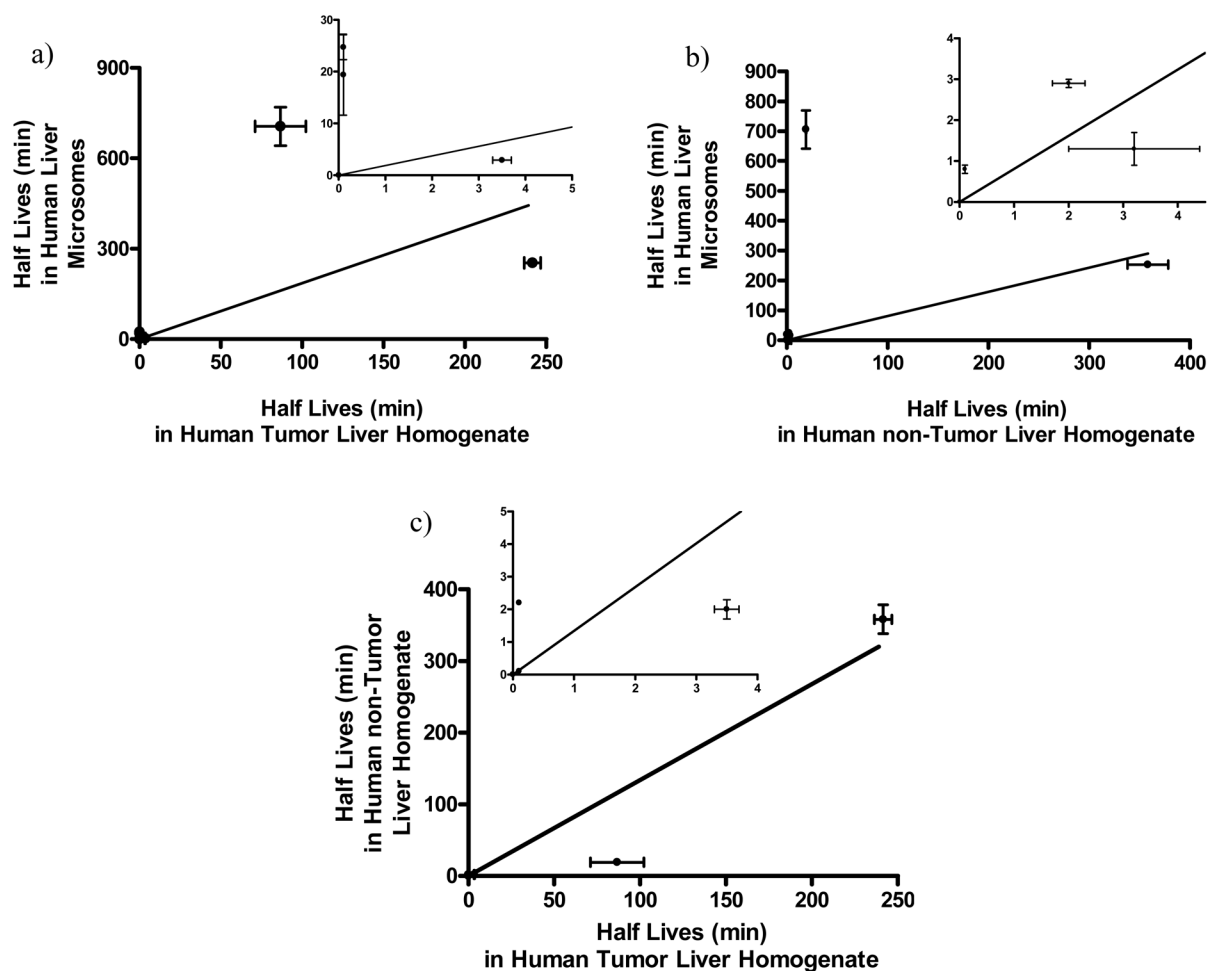 a)
Half Lives (min)
in Human Liver
Microsomes
900
600
300
0
0 50 100 150 200 250
Half Lives (min)
in Human Tumor Liver Homogenate
30
20
10
0
0 1 2 3 4 5
b)
Half Lives (min)
in Human Liver
Microsomes
900
800
700
600
500
400
300
200
100
0
0 100 200 300 400
Half Lives (min)
in Human non-Tumor Liver Homogenate
4
3
2
1
0
0 1 2 3 4
c)
Half Lives (min)
in Human non-Tumor
Liver Homogenate
400
300
200
100
0
0 50 100 150 200 250
Half Lives (min)
in Human Tumor Liver Homogenate
5
4
3
2
1
0
0 1 2 3 4